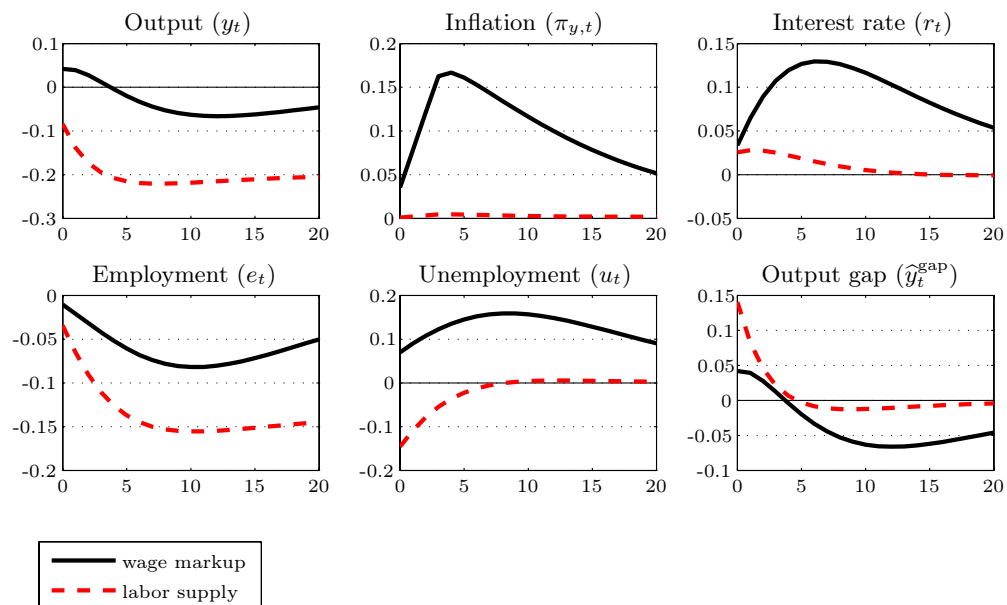 Output (y_t) Inflation (π_{y,t}) Interest rate (r_t)
0.1 0.2 0.15
0 0.15 0.1
-0.1 0.1 0.05
-0.2 0.05 0
-0.3 0 -0.05
0 5 10 15 20 0 5 10 15 20 0 5 10 15 20
Employment (e_t) Unemployment (u_t) Output gap (ŷ_t^{gap})
0 0.2 0.15
-0.05 0.1 0.1
-0.1 0 0.05
-0.15 -0.1 0
-0.2 -0.2 -0.05
-0.1
0 5 10 15 20 0 5 10 15 20 0 5 10 15 20
wage markup
labor supply